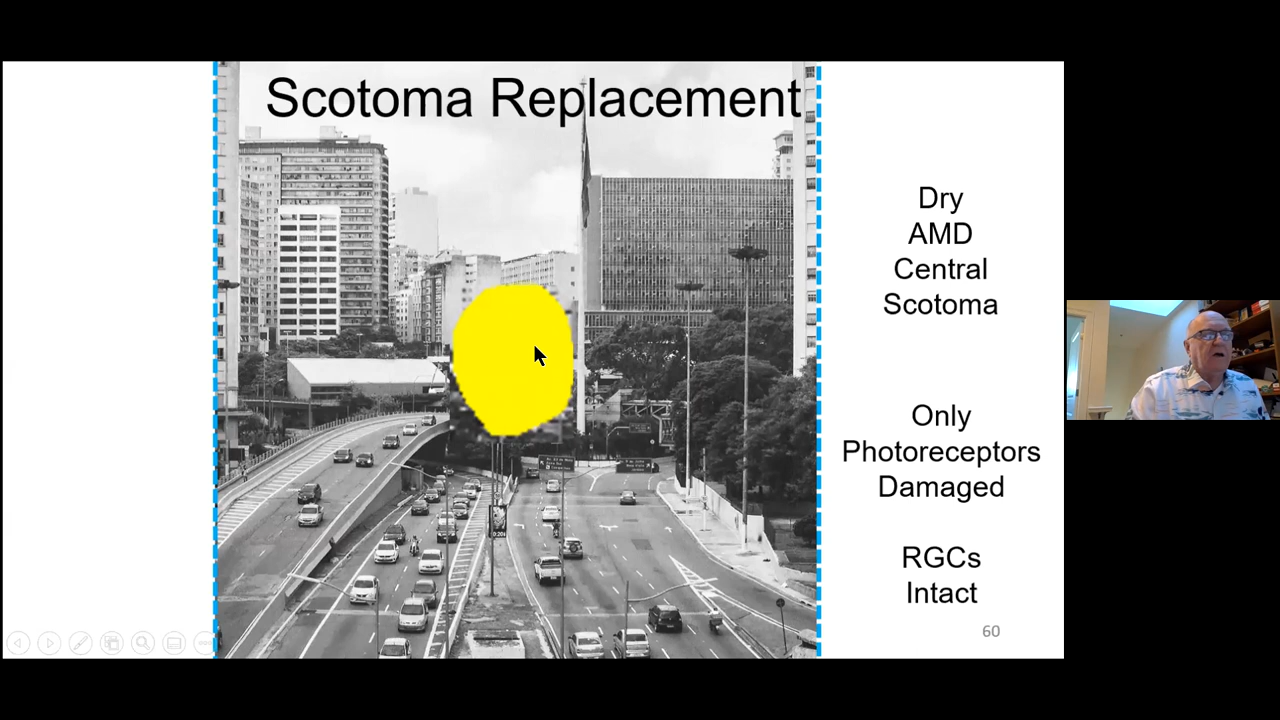 Scotoma Replacement
Dry
AMD
Central
Scotoma
Only
Photoreceptors
Damaged
RGCs
Intact
60